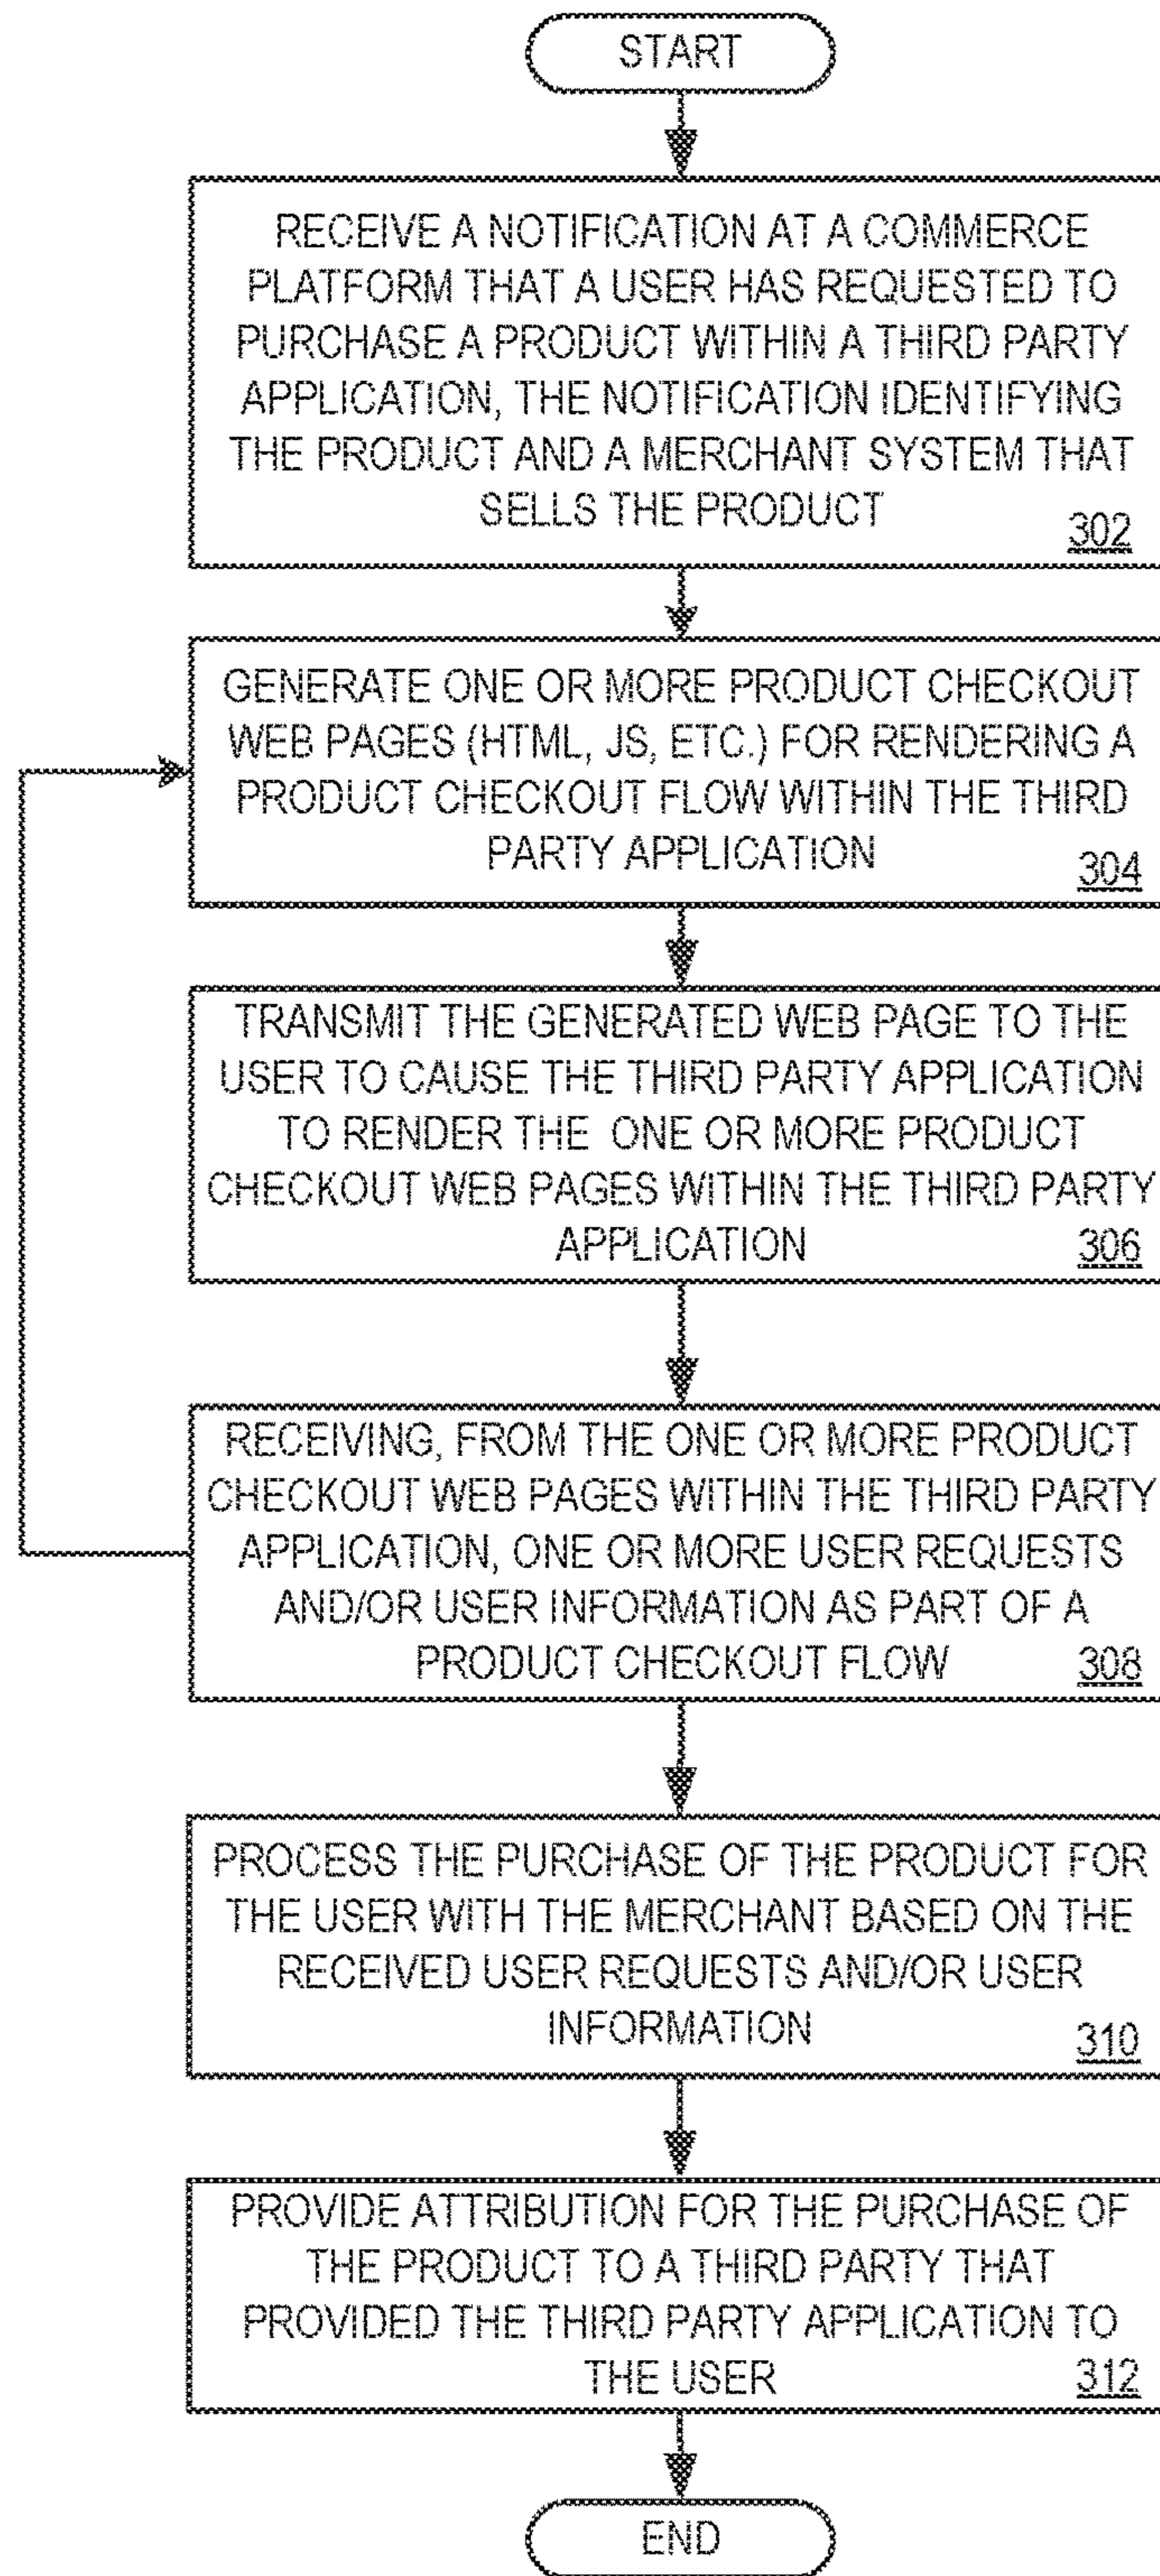 START
RECEIVE A NOTIFICATION AT A COMMERCE
PLATFORM THAT A USER HAS REQUESTED TO
PURCHASE A PRODUCT WITHIN A THIRD PARTY
APPLICATION, THE NOTIFICATION IDENTIFYING
THE PRODUCT AND A MERCHANT SYSTEM THAT
SELLS THE PRODUCT
302
GENERATE ONE OR MORE PRODUCT CHECKOUT
WEB PAGES (HTML, JS, ETC.) FOR RENDERING A
PRODUCT CHECKOUT FLOW WITHIN THE THIRD
PARTY APPLICATION
304
TRANSMIT THE GENERATED WEB PAGE TO THE
USER TO CAUSE THE THIRD PARTY APPLICATION
TO RENDER THE ONE OR MORE PRODUCT
CHECKOUT WEB PAGES WITHIN THE THIRD PARTY
APPLICATION
306
RECEIVING, FROM THE ONE OR MORE PRODUCT
CHECKOUT WEB PAGES WITHIN THE THIRD PARTY
APPLICATION, ONE OR MORE USER REQUESTS
AND/OR USER INFORMATION AS PART OF A
PRODUCT CHECKOUT FLOW
308
PROCESS THE PURCHASE OF THE PRODUCT FOR
THE USER WITH THE MERCHANT BASED ON THE
RECEIVED USER REQUESTS AND/OR USER
INFORMATION
310
PROVIDE ATTRIBUTION FOR THE PURCHASE OF
THE PRODUCT TO A THIRD PARTY THAT
PROVIDED THE THIRD PARTY APPLICATION TO
THE USER
312
END